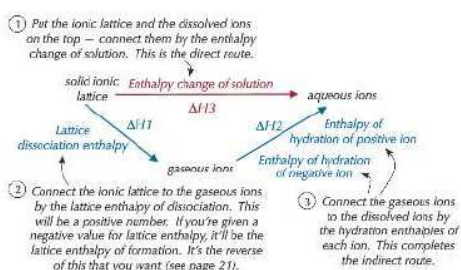 1 Put the ionic lattice and the dissolved ions
on the top — connect them by the enthalpy
change of solution. This is the direct route.
solid ionic
lattice
Enthalpy change of solution
ΔH3
aqueous ions
Lattice
dissociation enthalpy
ΔH1
ΔH2
Enthalpy of
hydration of positive ion
gaseous ions
Enthalpy of hydration
of negative ion
2 Connect the ionic lattice to the gaseous ions
by the lattice enthalpy of dissociation. This
will be a positive number. If you're given a
negative value for lattice enthalpy, it'll be the
lattice enthalpy of formation. It's the reverse
of this that you want (see page 21).
3 Connect the gaseous ions
to the dissolved ions by
the hydration enthalpies of
each ion. This completes
the indirect route.